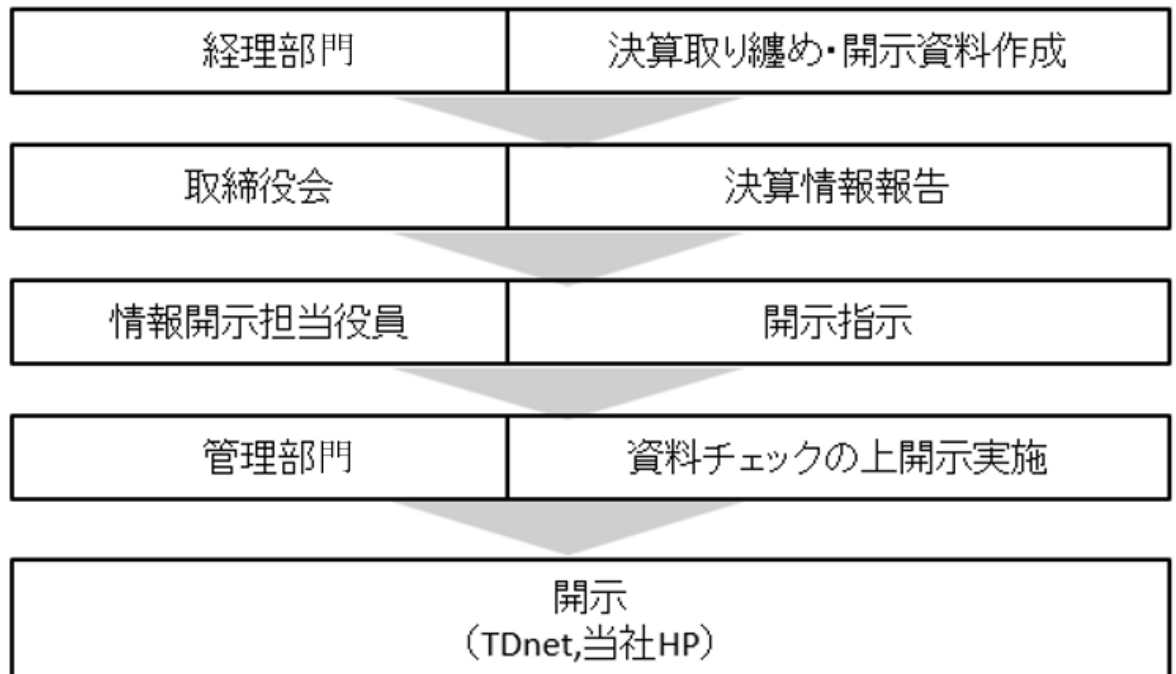 経理部門 決算取り纏め・開示資料作成
取締役会 決算情報報告
情報開示担当役員 開示指示
管理部門 資料チェックの上開示実施
開示
（TDnet,当社HP）